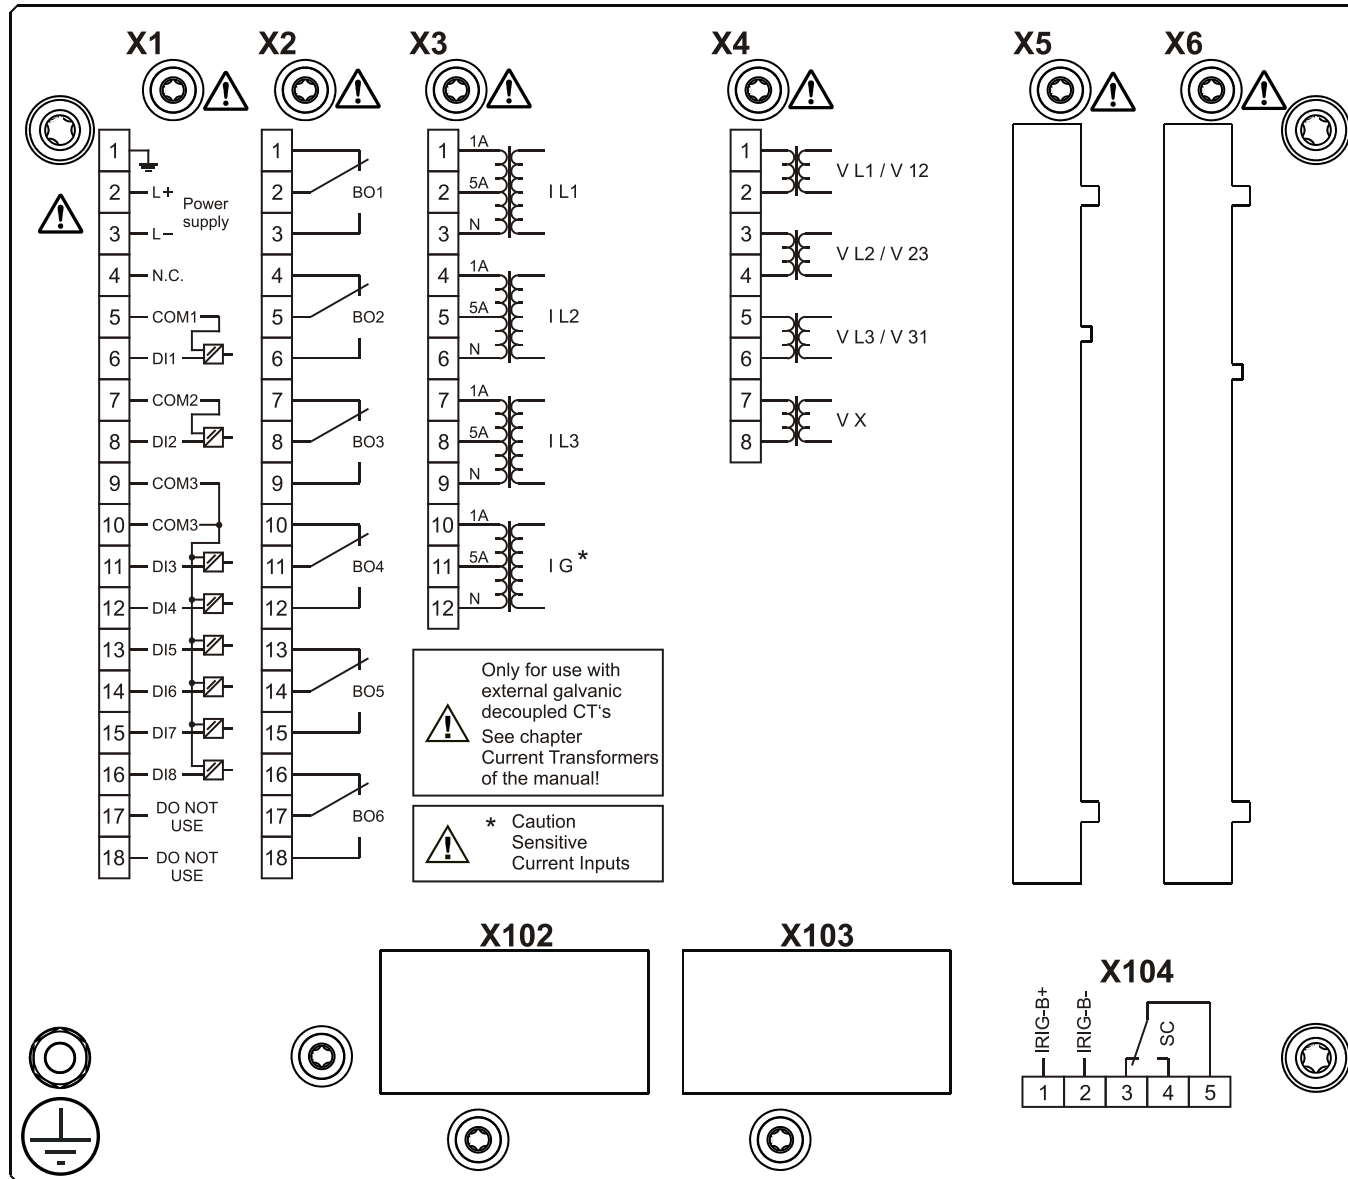 X1
X2
X3
X4
X5
X6
1
2 L+
Power
supply
3 L−
4 N.C.
5 COM1
6 DI1
7 COM2
8 DI2
9 COM3
10 COM3
11 DI3
12 DI4
13 DI5
14 DI6
15 DI7
16 DI8
17 DO NOT
USE
18 DO NOT
USE
1
2 BO1
3
4
5 BO2
6
7
8 BO3
9
10
11 BO4
12
13
14 BO5
15
16
17 BO6
18
1 1A
2 5A I L1
3 N
4 1A
5 5A I L2
6 N
7 1A
8 5A I L3
9 N
10 1A
11 5A I G *
12 N
Only for use with
external galvanic
decoupled CT‘s
See chapter
Current Transformers
of the manual!
* Caution
Sensitive
Current Inputs
1
V L1 / V 12
2
3
V L2 / V 23
4
5
V L3 / V 31
6
7
V X
8
X102
X103
X104
IRIG-B+
IRIG-B-
SC
1 2 3 4 5